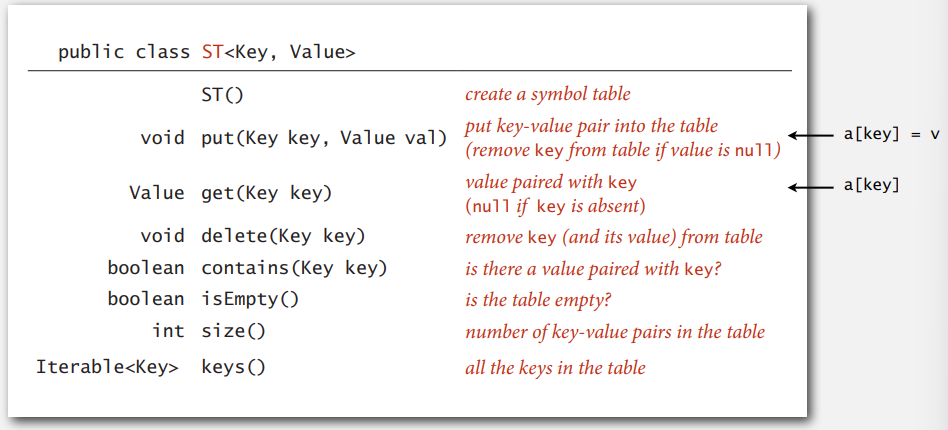 public class ST<Key, Value>
ST() create a symbol table
void put(Key key, Value val) put key-value pair into the table
(remove key from table if value is null) a[key] = v
Value get(Key key) value paired with key a[key]
(null if key is absent)
void delete(Key key) remove key (and its value) from table
boolean contains(Key key) is there a value paired with key?
boolean isEmpty() is the table empty?
int size() number of key-value pairs in the table
Iterable<Key> keys() all the keys in the table